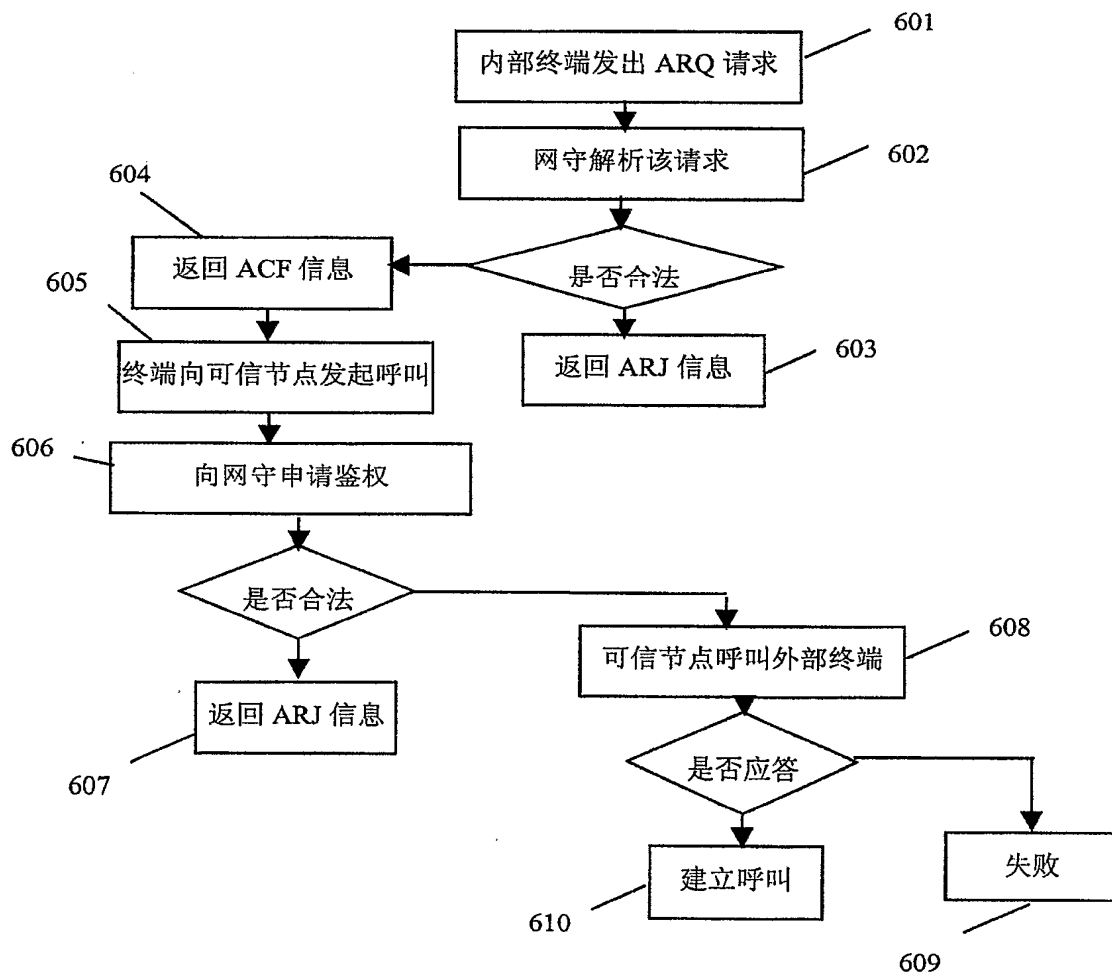 601
内部终端发出 ARQ 请求
602
网守解析该请求
604
返回 ACF 信息
是否合法
605
603
终端向可信节点发起呼叫
返回 ARJ 信息
606
向网守申请鉴权
是否合法
608
可信节点呼叫外部终端
返回 ARJ 信息
607
是否应答
建立呼叫
失败
610
609